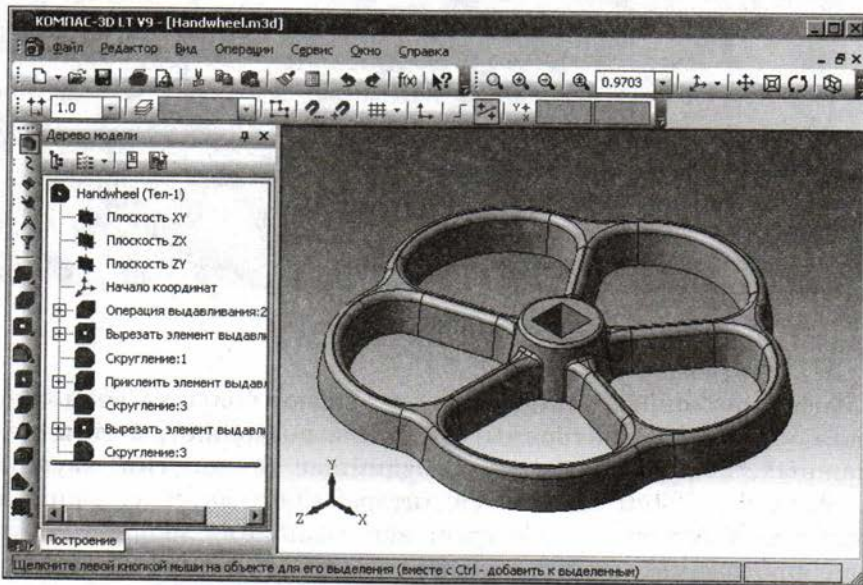 КОМПАС-3D LT V9 - [Handwheel.m3d]
Файл Редактор Вид Операции Сервис Окно Справка
0.9703
1.0
Дерево модели
Handwheel (Тел-1)
Плоскость XY
Плоскость ZX
Плоскость ZY
Начало координат
Операция выдавливания:2
Вырезать элемент выдавли
Скругление:1
Приклеить элемент выдавл
Скругление:3
Вырезать элемент выдавли
Скругление:3
Y
Z X
Построение
Щелкните левой кнопкой мыши на объекте для его выделения (вместе с Ctrl - добавить к выделенным)